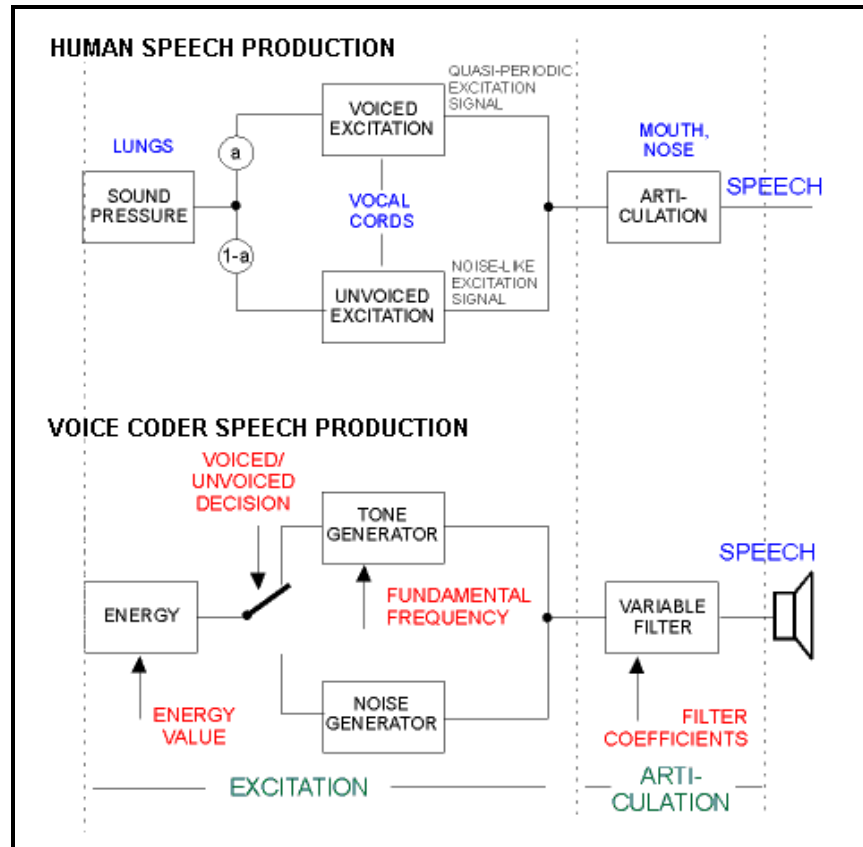 HUMAN SPEECH PRODUCTION
QUASI-PERIODIC
EXCITATION
SIGNAL
VOICED
EXCITATION
LUNGS
a
MOUTH,
NOSE
SOUND
PRESSURE
VOCAL
CORDS
ARTI-
CULATION
SPEECH
1-a
NOISE-LIKE
EXCITATION
SIGNAL
UNVOICED
EXCITATION
VOICE CODER SPEECH PRODUCTION
VOICED/
UNVOICED
DECISION
TONE
GENERATOR
SPEECH
ENERGY
FUNDAMENTAL
FREQUENCY
VARIABLE
FILTER
ENERGY
VALUE
NOISE
GENERATOR
FILTER
COEFFICIENTS
EXCITATION
ARTI-
CULATION